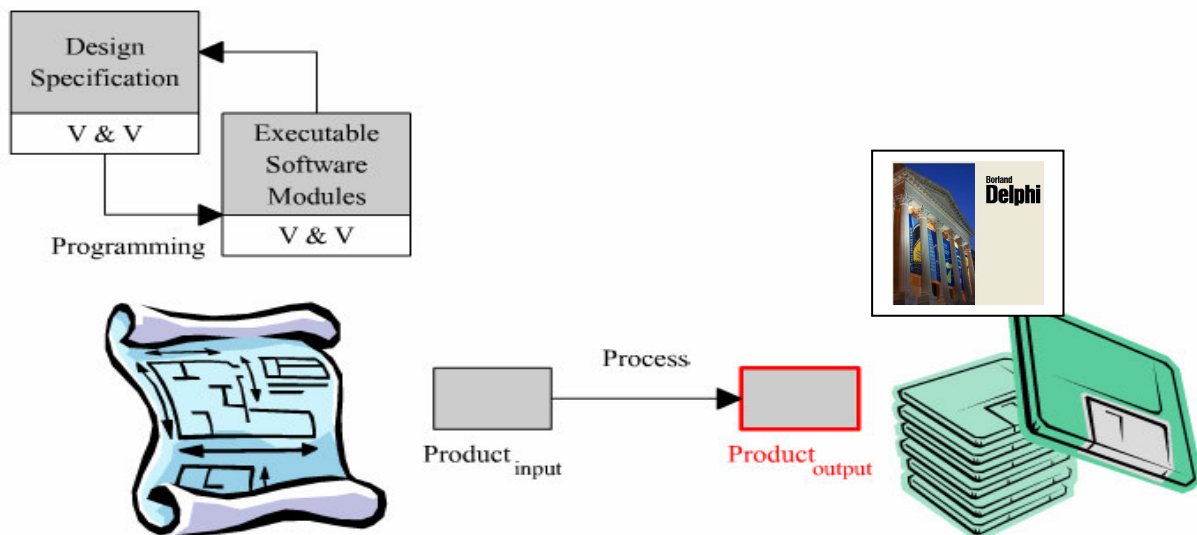 Design
Specification
V & V
Executable
Software
Modules
V & V
Programming
Borland
Delphi
Process
Product input
Product output